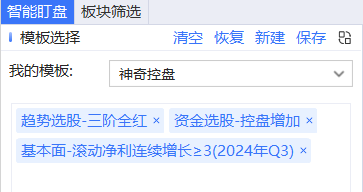 智能盯盘 板块筛选
模板选择 清空 恢复 新建 保存
我的模板: 神奇控盘
趋势选股-三阶全红 × 资金选股-控盘增加 ×
基本面-滚动净利连续增长≥3(2024年Q3) ×